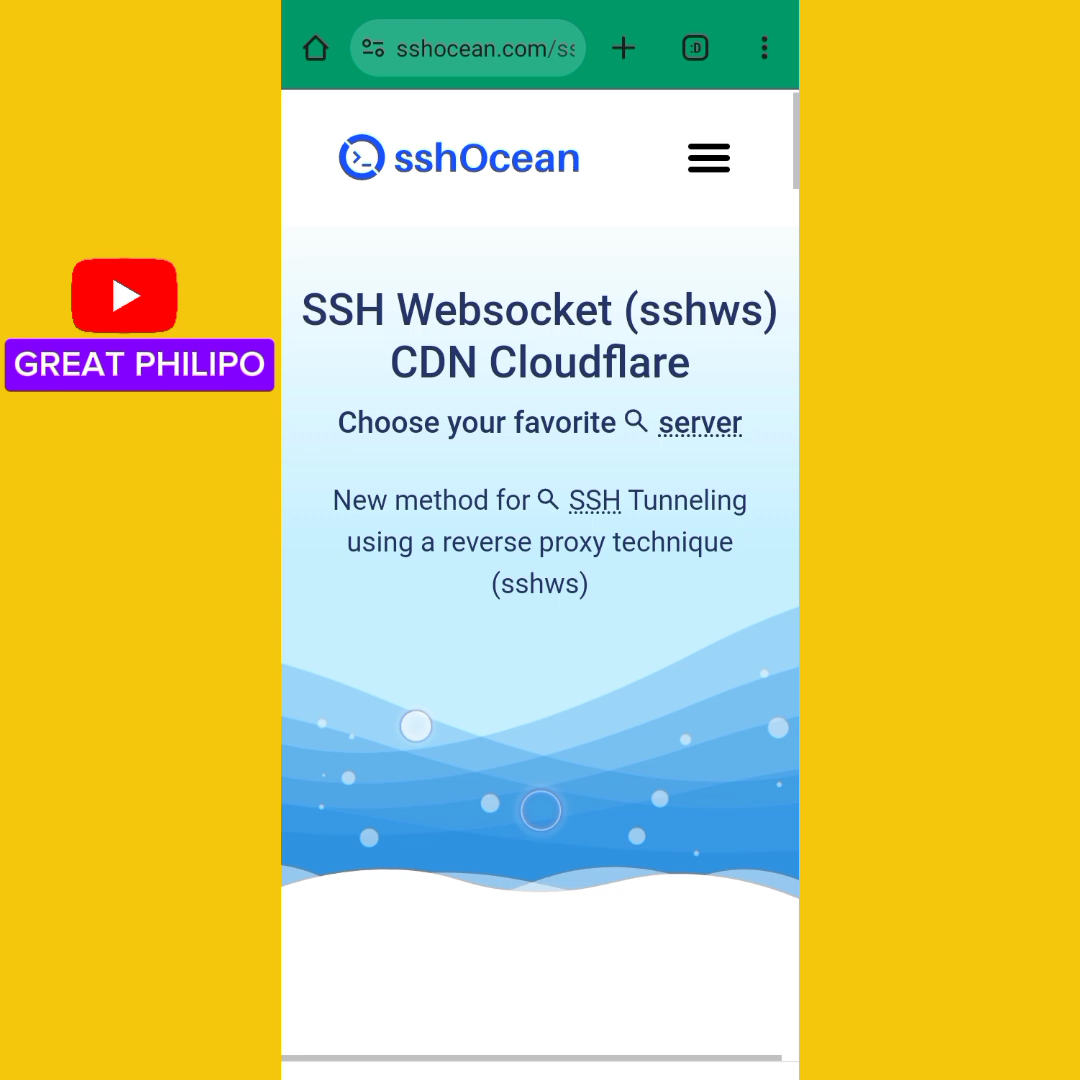 sshocean.com/ss
:D
sshOcean
GREAT PHILIPO
SSH Websocket (sshws)
CDN Cloudflare
Choose your favorite server
New method for SSH Tunneling
using a reverse proxy technique
(sshws)